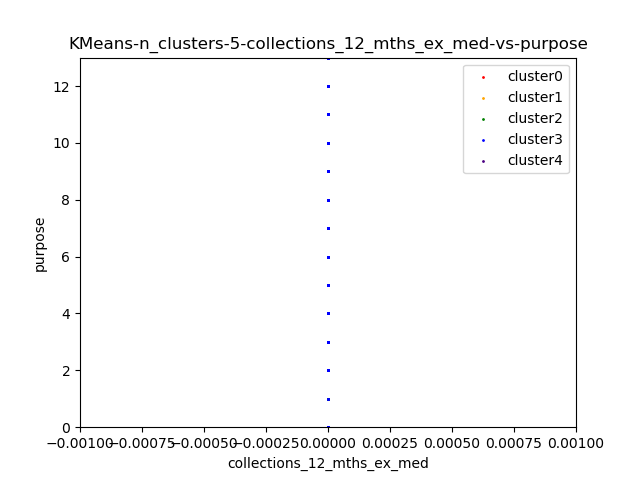 KMeans-n_clusters-5-collections_12_mths_ex_med-vs-purpose
cluster0
cluster1
cluster2
cluster3
cluster4
12
10
8
6
4
2
0
purpose
−0.00100 −0.00075 −0.00050 −0.00025 0.00000 0.00025 0.00050 0.00075 0.00100
collections_12_mths_ex_med